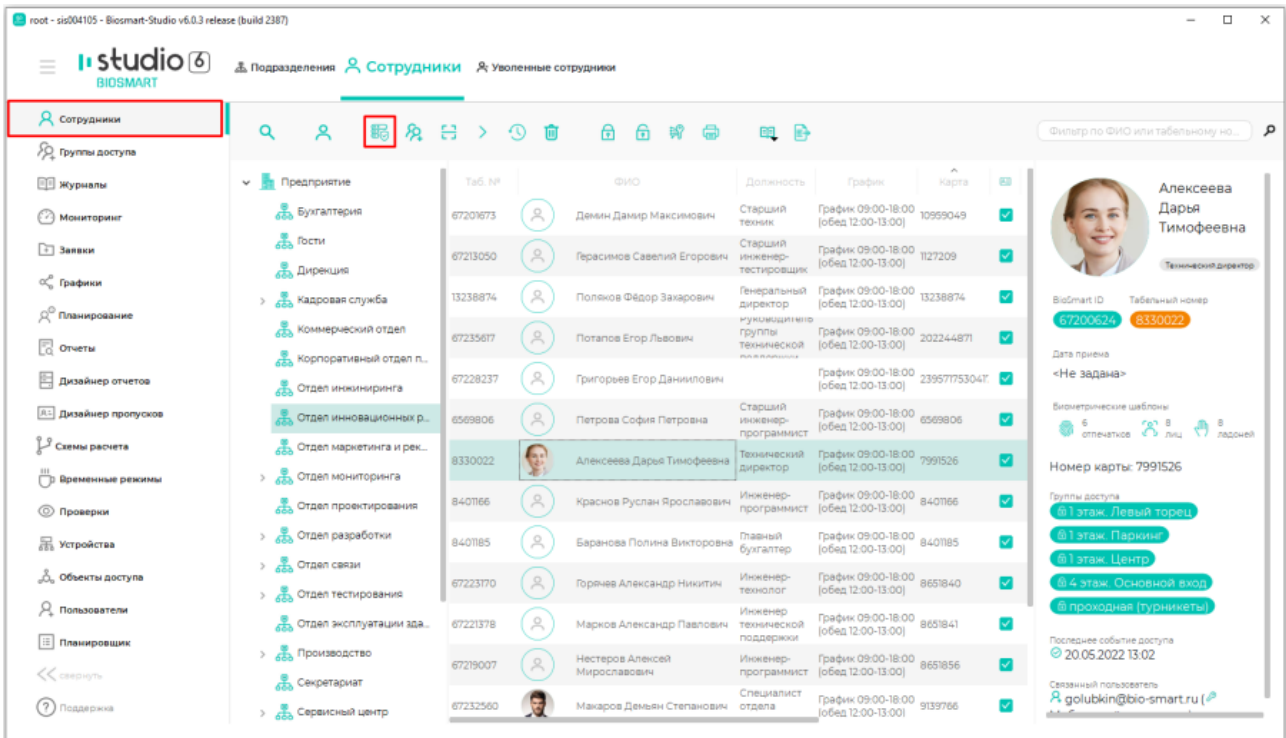 root - sis004105 - Biosmart-Studio v6.0.3 release (build 2387)
studio 6
BIOSMART
Подразделения
Сотрудники
Уволенные сотрудники
Сотрудники
Группы доступа
Журналы
Мониторинг
Заявки
Графики
Планирование
Отчеты
Дизайнер отчетов
Дизайнер пропусков
Схемы расчета
Временные режимы
Проверки
Устройства
Объекты доступа
Пользователи
Планировщик
свернуть
Поддержка
Фильтр по ФИО или табельному но...
Предприятие
Бухгалтерия
Гости
Дирекция
Кадровая служба
Коммерческий отдел
Корпоративный отдел п...
Отдел инжиниринга
Отдел инновационных р...
Отдел маркетинга и рек...
Отдел мониторинга
Отдел проектирования
Отдел разработки
Отдел связи
Отдел тестирования
Отдел эксплуатации зда...
Производство
Секретариат
Сервисный центр
Таб. № ФИО Должность График Карта
67201673 Демин Дамир Максимович Старший техник График 09:00-18:00 (обед 12:00-13:00) 10959049
67213050 Герасимов Савелий Егорович Старший инженер-тестировщик График 09:00-18:00 (обед 12:00-13:00) 1127209
13238874 Поляков Фёдор Захарович Генеральный директор График 09:00-18:00 (обед 12:00-13:00) 13238874
67235617 Потапов Егор Львович Руководитель группы технической поддержки График 09:00-18:00 (обед 12:00-13:00) 202244871
67228237 Григорьев Егор Даниилович График 09:00-18:00 (обед 12:00-13:00) 239571753041.
6569806 Петрова София Петровна Старший инженер-программист График 09:00-18:00 (обед 12:00-13:00) 6569806
8330022 Алексеева Дарья Тимофеевна Технический директор График 09:00-18:00 (обед 12:00-13:00) 7991526
8401166 Краснов Руслан Ярославович Инженер-программист График 09:00-18:00 (обед 12:00-13:00) 8401166
8401185 Баранова Полина Викторовна Главный бухгалтер График 09:00-18:00 (обед 12:00-13:00) 8401185
67223170 Горячев Александр Никитич Инженер-технолог График 09:00-18:00 (обед 12:00-13:00) 8651840
67221378 Марков Александр Павлович Инженер технической поддержки График 09:00-18:00 (обед 12:00-13:00) 8651841
67219007 Нестеров Алексей Мирославович Инженер-программист График 09:00-18:00 (обед 12:00-13:00) 8651856
67232560 Макаров Демьян Степанович Специалист отдела График 09:00-18:00 (обед 12:00-13:00) 9139766
Алексеева
Дарья
Тимофеевна
Технический директор
BioSmart ID Табельный номер
67200624 8330022
Дата приема
<Не задана>
Биометрические шаблоны
6 отпечатков 8 лиц 8 ладоней
Номер карты: 7991526
Группы доступа
1 этаж. Левый торец
1 этаж. Паркинг
1 этаж. Центр
4 этаж. Основной вход
проходная (турникеты)
Последнее событие доступа
20.05.2022 13:02
Связанный пользователь
golubkin@bio-smart.ru (